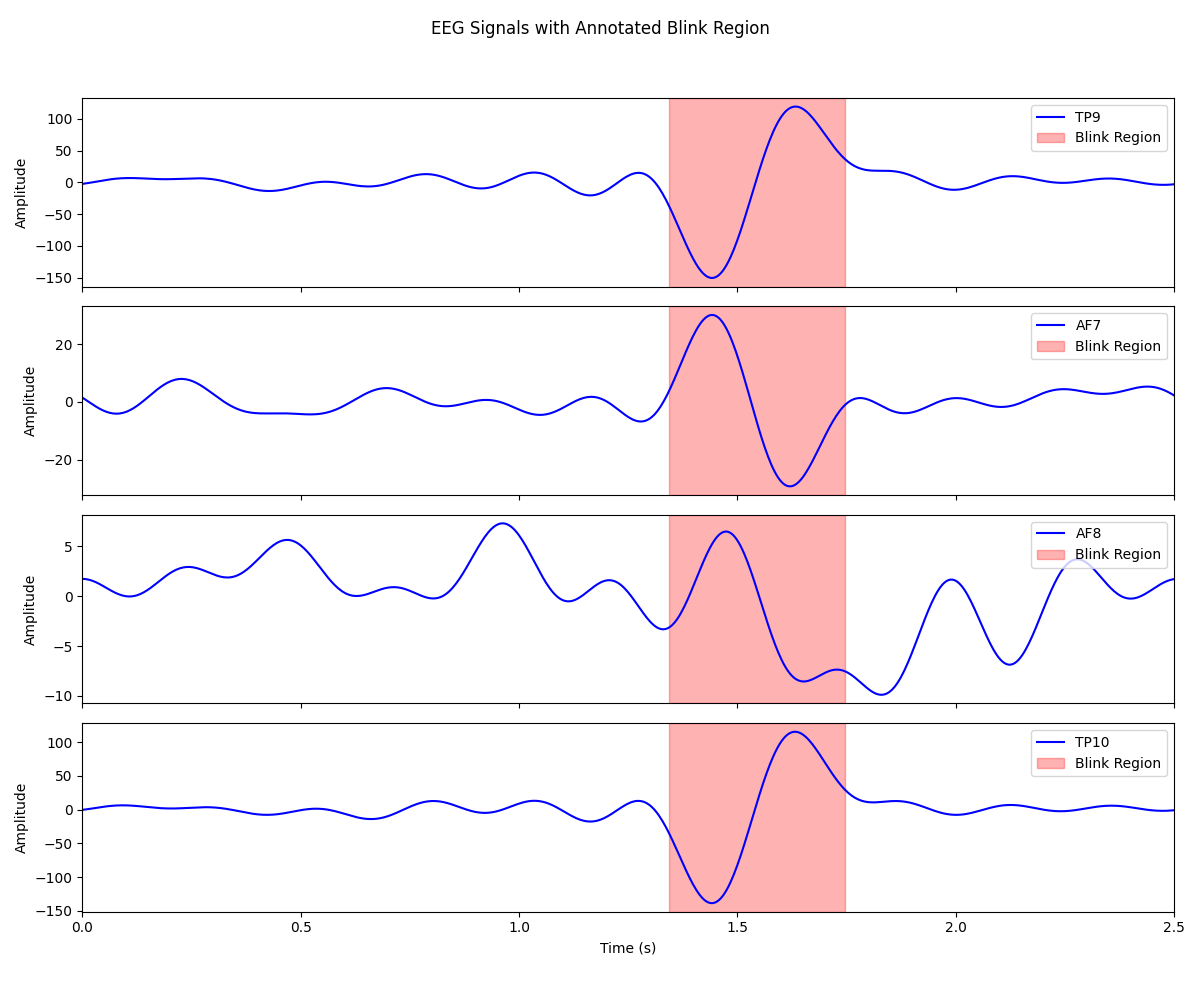 EEG Signals with Annotated Blink Region
100
50
0
−50
−100
−150
Amplitude
TP9
Blink Region
20
0
−20
Amplitude
AF7
Blink Region
5
0
−5
−10
Amplitude
AF8
Blink Region
100
50
0
−50
−100
−150
Amplitude
TP10
Blink Region
0.0 0.5 1.0 1.5 2.0 2.5
Time (s)